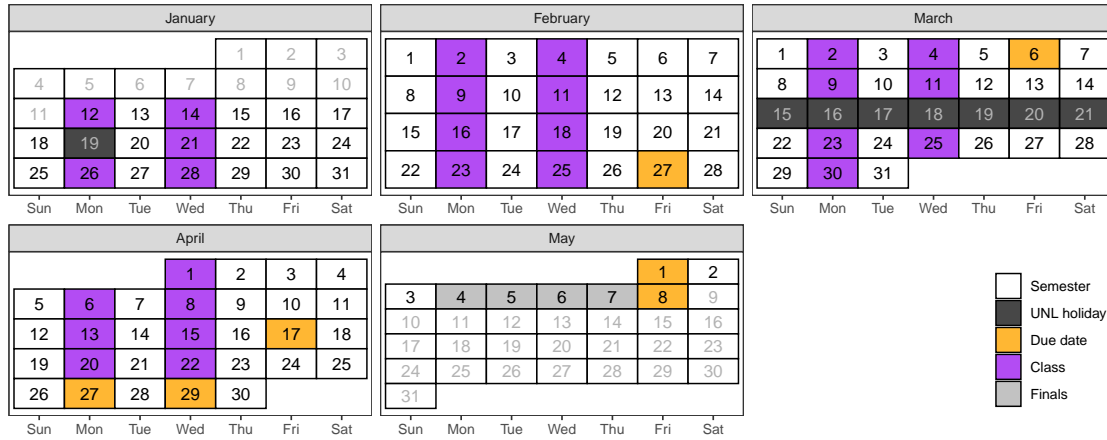 January
1 2 3
4 5 6 7 8 9 10
11 12 13 14 15 16 17
18 19 20 21 22 23 24
25 26 27 28 29 30 31
Sun Mon Tue Wed Thu Fri Sat
February
1 2 3 4 5 6 7
8 9 10 11 12 13 14
15 16 17 18 19 20 21
22 23 24 25 26 27 28
Sun Mon Tue Wed Thu Fri Sat
March
1 2 3 4 5 6 7
8 9 10 11 12 13 14
15 16 17 18 19 20 21
22 23 24 25 26 27 28
29 30 31
Sun Mon Tue Wed Thu Fri Sat
April
1 2 3 4
5 6 7 8 9 10 11
12 13 14 15 16 17 18
19 20 21 22 23 24 25
26 27 28 29 30
Sun Mon Tue Wed Thu Fri Sat
May
1 2
3 4 5 6 7 8 9
10 11 12 13 14 15 16
17 18 19 20 21 22 23
24 25 26 27 28 29 30
31
Sun Mon Tue Wed Thu Fri Sat
Semester
UNL holiday
Due date
Class
Finals